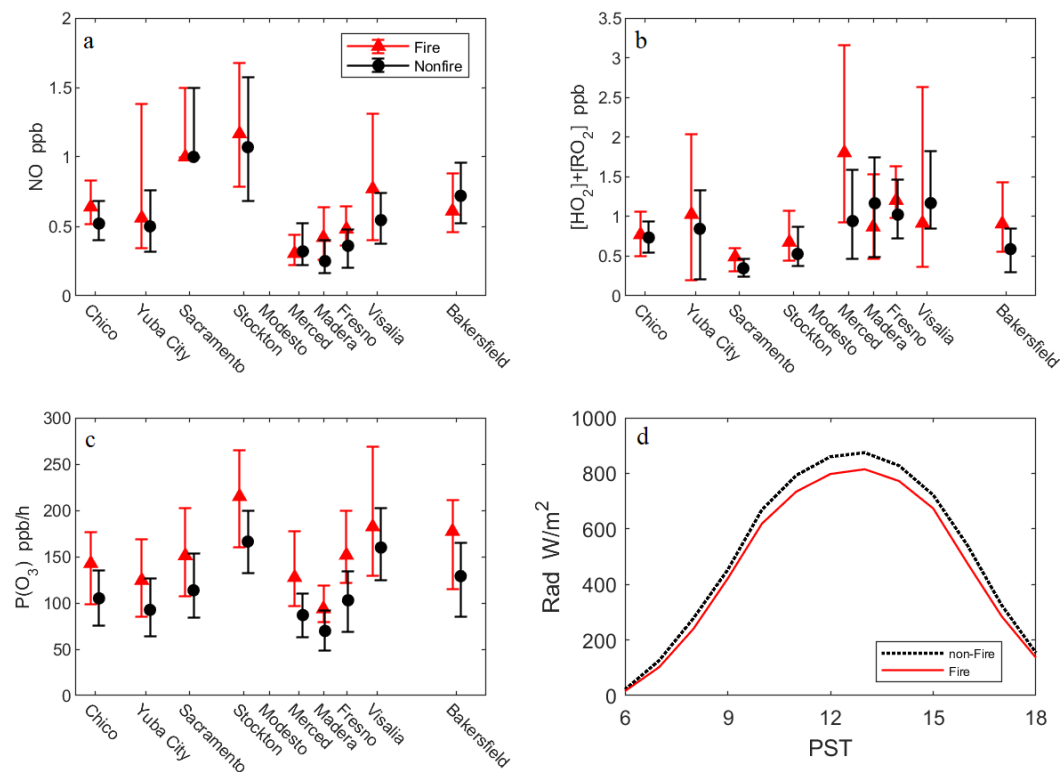 a
Fire
Nonfire
NO ppb
2
1.5
1
0.5
0
Chico
Yuba City
Sacramento
Stockton
Modesto
Merced
Madera
Fresno
Visalia
Bakersfield
b
[HO2]+[RO2] ppb
3.5
3
2.5
2
1.5
1
0.5
0
Chico
Yuba City
Sacramento
Stockton
Modesto
Merced
Madera
Fresno
Visalia
Bakersfield
c
P(O3) ppb/h
300
250
200
150
100
50
0
Chico
Yuba City
Sacramento
Stockton
Modesto
Merced
Madera
Fresno
Visalia
Bakersfield
d
Rad W/m2
1000
800
600
400
200
0
non-Fire
Fire
6
9
12
15
18
PST